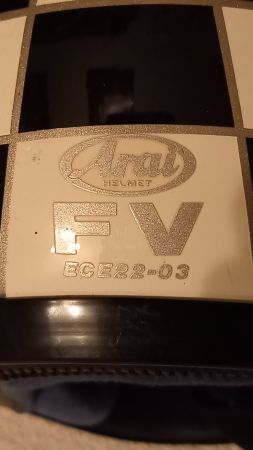 Arai
HELMET
FV
ECE22-03